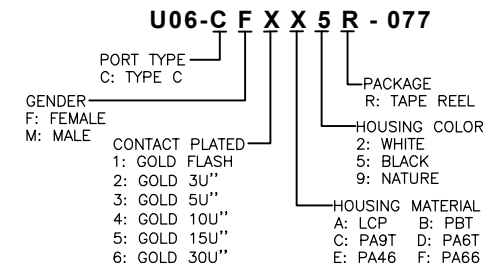 U06-CFXX5R-077
PORT TYPE
C: TYPE C
GENDER
F: FEMALE
M: MALE
CONTACT PLATED
1: GOLD FLASH
2: GOLD 3U''
3: GOLD 5U''
4: GOLD 10U''
5: GOLD 15U''
6: GOLD 30U''
PACKAGE
R: TAPE REEL
HOUSING COLOR
2: WHITE
5: BLACK
9: NATURE
HOUSING MATERIAL
A: LCP B: PBT
C: PA9T D: PA6T
E: PA46 F: PA66